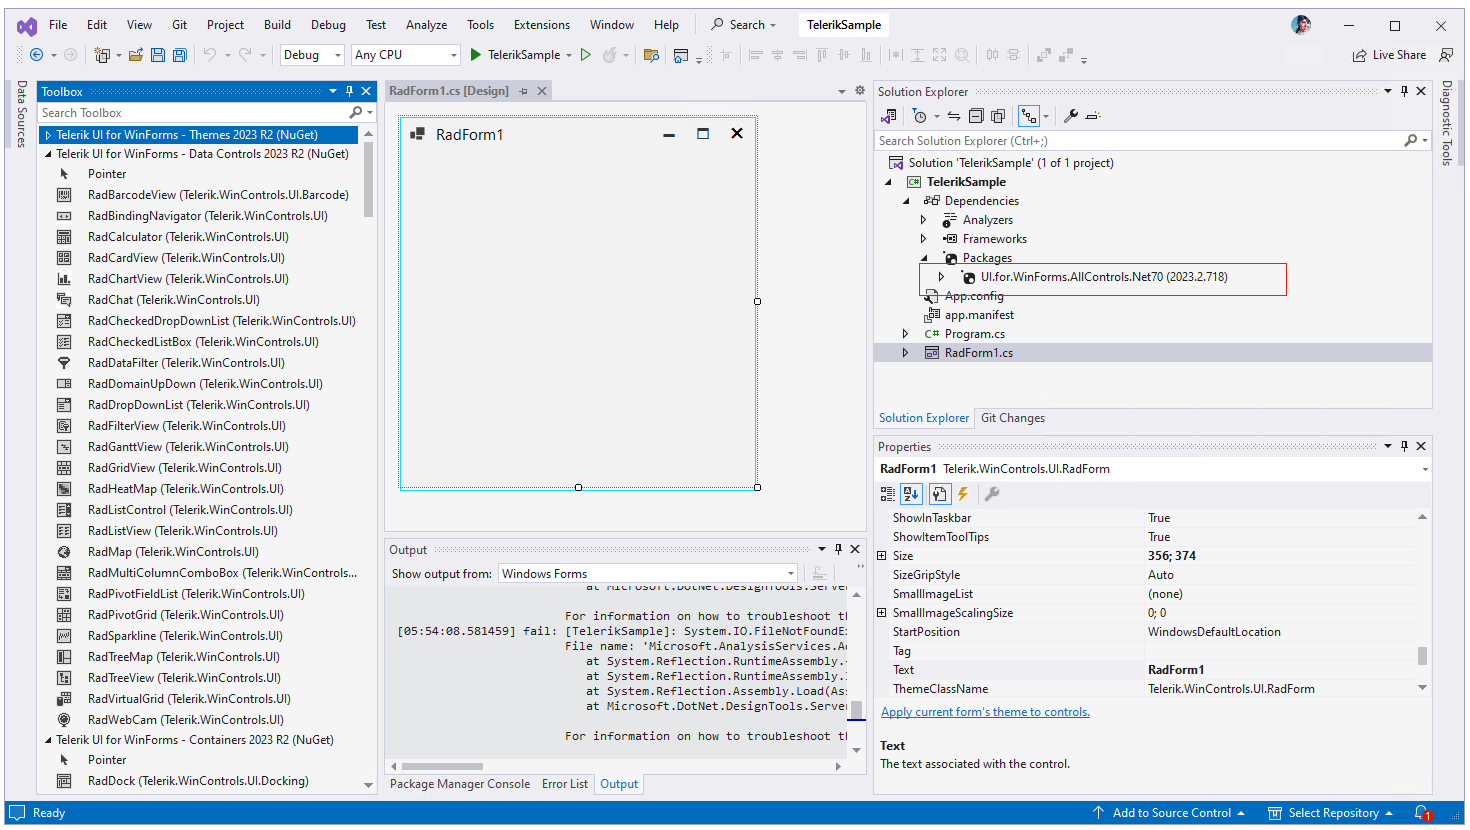 File Edit View Git Project Build Debug Test Analyze Tools Extensions Window Help Search TelerikSample
Debug Any CPU TelerikSample Live Share
Data Sources
Toolbox
Search Toolbox
Telerik UI for WinForms - Themes 2023 R2 (NuGet)
Telerik UI for WinForms - Data Controls 2023 R2 (NuGet)
Pointer
RadBarcodeView (Telerik.WinControls.UI.Barcode)
RadBindingNavigator (Telerik.WinControls.UI)
RadCalculator (Telerik.WinControls.UI)
RadCardView (Telerik.WinControls.UI)
RadChartView (Telerik.WinControls.UI)
RadChat (Telerik.WinControls.UI)
RadCheckedDropDownList (Telerik.WinControls.UI)
RadCheckedListBox (Telerik.WinControls.UI)
RadDataFilter (Telerik.WinControls.UI)
RadDomainUpDown (Telerik.WinControls.UI)
RadDropDownList (Telerik.WinControls.UI)
RadFilterView (Telerik.WinControls.UI)
RadGanttView (Telerik.WinControls.UI)
RadGridView (Telerik.WinControls.UI)
RadHeatMap (Telerik.WinControls.UI)
RadListControl (Telerik.WinControls.UI)
RadListView (Telerik.WinControls.UI)
RadMap (Telerik.WinControls.UI)
RadMultiColumnComboBox (Telerik.WinControls...
RadPivotFieldList (Telerik.WinControls.UI)
RadPivotGrid (Telerik.WinControls.UI)
RadSparkline (Telerik.WinControls.UI)
RadTreeMap (Telerik.WinControls.UI)
RadTreeView (Telerik.WinControls.UI)
RadVirtualGrid (Telerik.WinControls.UI)
RadWebCam (Telerik.WinControls.UI)
Telerik UI for WinForms - Containers 2023 R2 (NuGet)
Pointer
RadDock (Telerik.WinControls.UI.Docking)
RadForm1.cs [Design]
RadForm1
Output
Show output from: Windows Forms
at Microsoft.DotNet.DesignTools.Server
For information on how to troubleshoot th
[05:54:08.581459] fail: [TelerikSample]: System.IO.FileNotFoundEx
File name: 'Microsoft.AnalysisServices.Ad
at System.Reflection.RuntimeAssembly.
at System.Reflection.RuntimeAssembly.
at System.Reflection.Assembly.Load(Ass
at Microsoft.DotNet.DesignTools.Server
For information on how to troubleshoot th
Package Manager Console Error List Output
Solution Explorer
Search Solution Explorer (Ctrl+;)
Solution 'TelerikSample' (1 of 1 project)
C# TelerikSample
Dependencies
Analyzers
Frameworks
Packages
UI.for.WinForms.AllControls.Net70 (2023.2.718)
App.config
app.manifest
C# Program.cs
RadForm1.cs
Solution Explorer Git Changes
Diagnostic Tools
Properties
RadForm1 Telerik.WinControls.UI.RadForm
ShowInTaskbar True
ShowItemToolTips True
Size 356; 374
SizeGripStyle Auto
SmallImageList (none)
SmallImageScalingSize 0; 0
StartPosition WindowsDefaultLocation
Tag
Text RadForm1
ThemeClassName Telerik.WinControls.UI.RadForm
Apply current form's theme to controls.
Text
The text associated with the control.
Ready Add to Source Control Select Repository 1